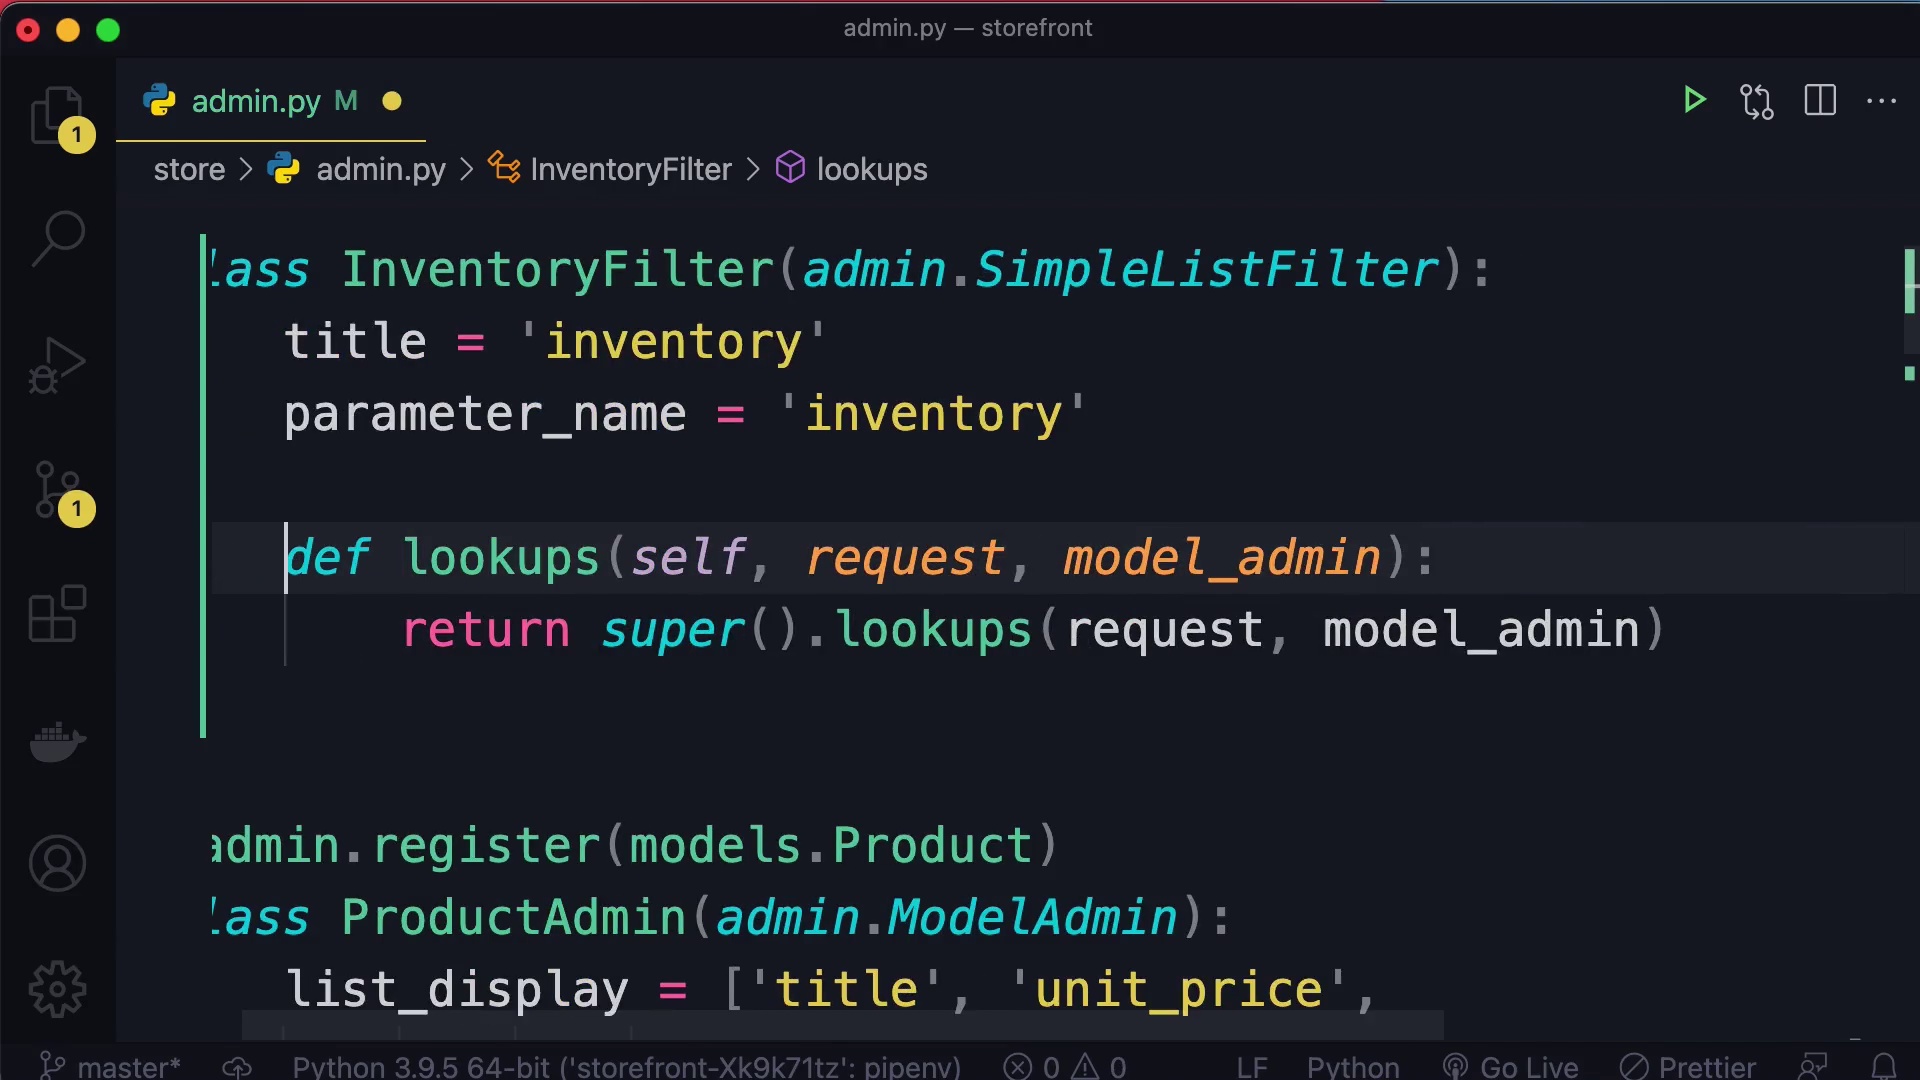 admin.py — storefront
admin.py M
1
store > admin.py > InventoryFilter > lookups
lass InventoryFilter(admin.SimpleListFilter):
title = 'inventory'
parameter_name = 'inventory'
1
def lookups(self, request, model_admin):
return super().lookups(request, model_admin)
admin.register(models.Product)
lass ProductAdmin(admin.ModelAdmin):
list_display = ['title', 'unit_price',
master* Python 3.9.5 64-bit ('storefront-Xk9k71tz': pipenv) 0 0 LF Python Go Live Prettier